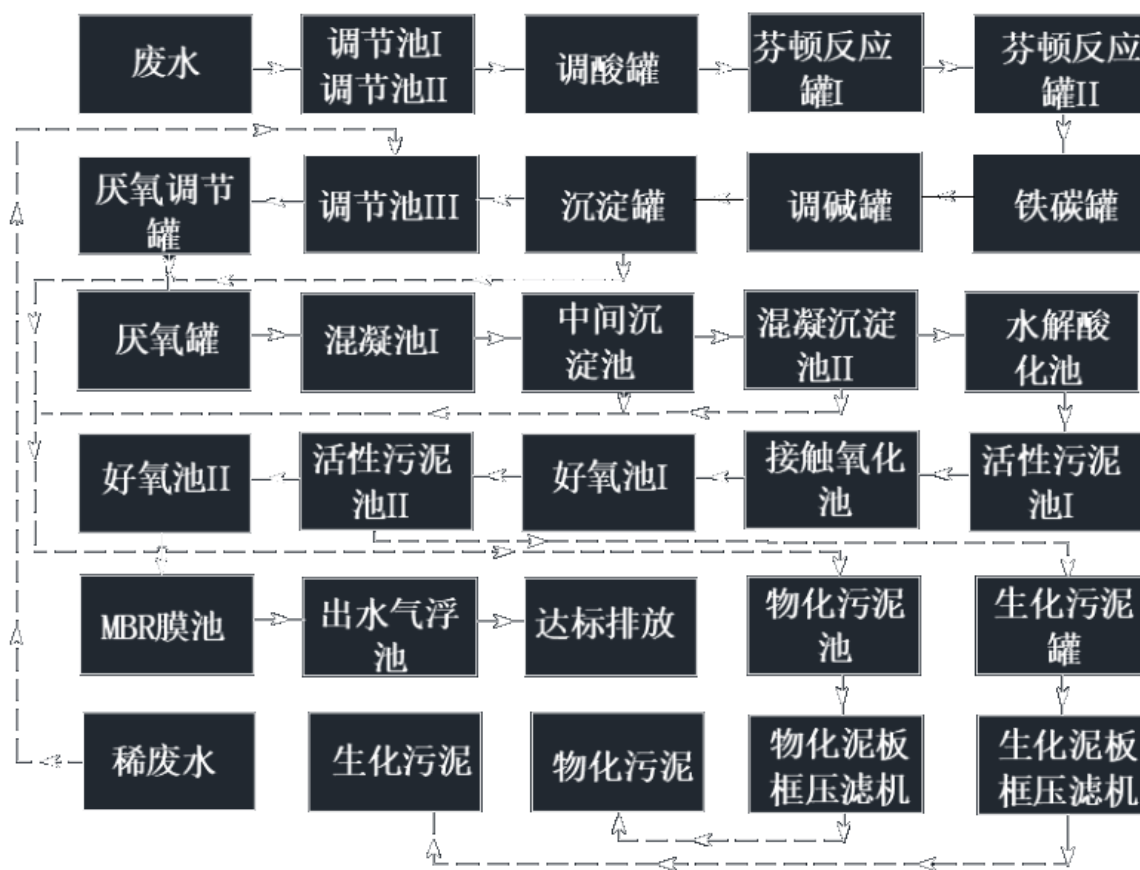 废水
调节池I
调节池II
调酸罐
芬顿反应
罐I
芬顿反应
罐II
厌氧调节
罐
调节池III
沉淀罐
调碱罐
铁碳罐
厌氧罐
混凝池I
中间沉
淀池
混凝沉淀
池II
水解酸
化池
好氧池II
活性污泥
池II
好氧池I
接触氧化
池
活性污泥
池I
MBR膜池
出水气浮
池
达标排放
物化污泥
池
生化污泥
罐
稀废水
生化污泥
物化污泥
物化泥板
框压滤机
生化泥板
框压滤机